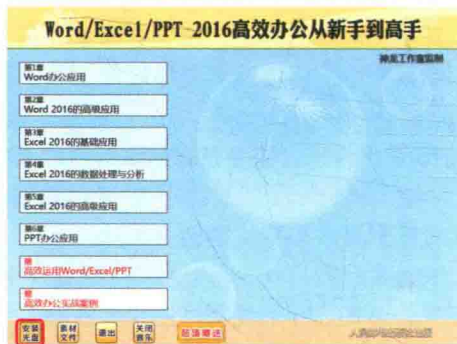 Word/Excel/PPT 2016高效办公从新手到高手
神龙工作室监制
第1章
Word办公应用
第2章
Word 2016的高级应用
第3章
Excel 2016的基础应用
第4章
Excel 2016的数据处理与分析
第5章
Excel 2016的高级应用
第6章
PPT办公应用
高效运用Word/Excel/PPT
高效办公实战案例
安装光盘
素材文件
退出
关闭音乐
超值赠送
人民邮电出版社出版